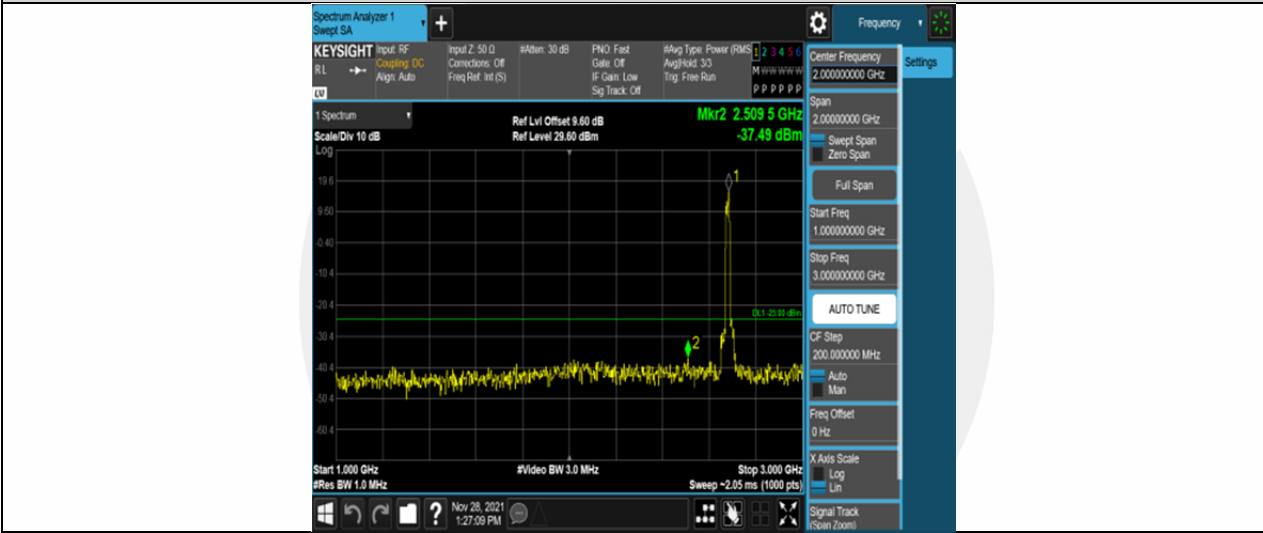 Spectrum Analyzer 1
Swept SA
+
Frequency
KEYSIGHT
RL
LV
Input: RF
Coupling: DC
Align: Auto
Input Z: 50 Ω
Corrections: Off
Freq Ref: Int (S)
#Atten: 30 dB
PNO: Fast
Gate: Off
IF Gain: Low
Sig Track: Off
#Avg Type: Power (RMS
Avg|Hold: 3/3
Trig: Free Run
1 2 3 4 5 6
M W W W W W
P P P P P P
1 Spectrum
Scale/Div 10 dB
Log
Ref Lvl Offset 9.60 dB
Ref Level 29.60 dBm
Mkr2 2.509 5 GHz
-37.49 dBm
1
19.6
9.60
-0.40
-10.4
-20.4
DL1 -25.00 dBm
-30.4
2
-40.4
-50.4
-60.4
Start 1.000 GHz
#Res BW 1.0 MHz
#Video BW 3.0 MHz
Stop 3.000 GHz
Sweep ~2.05 ms (1000 pts)
Nov 28, 2021
1:27:09 PM
?
Center Frequency
2.000000000 GHz
Span
2.00000000 GHz
Swept Span
Zero Span
Full Span
Start Freq
1.000000000 GHz
Stop Freq
3.000000000 GHz
AUTO TUNE
CF Step
200.000000 MHz
Auto
Man
Freq Offset
0 Hz
X Axis Scale
Log
Lin
Signal Track
(Span Zoom)
Settings